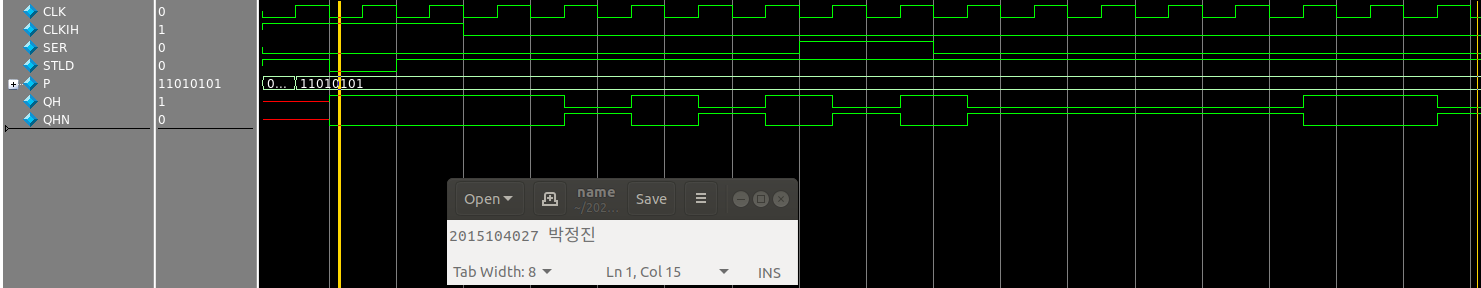 CLK 0
CLKIH 1
SER 0
STLD 0
P 11010101 0... 11010101
QH 1
QHN 0
Open name Save
~/202...
2015104027 박정진
Tab Width: 8 Ln 1, Col 15 INS